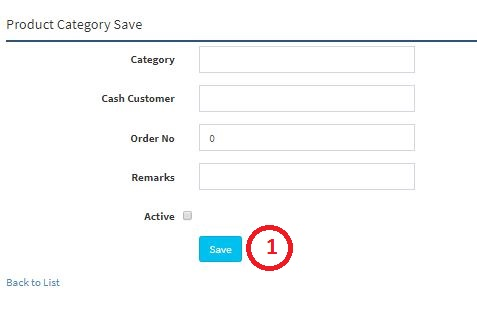 Product Category Save
Category
Cash Customer
Order No 0
Remarks
Active
Save 1
Back to List